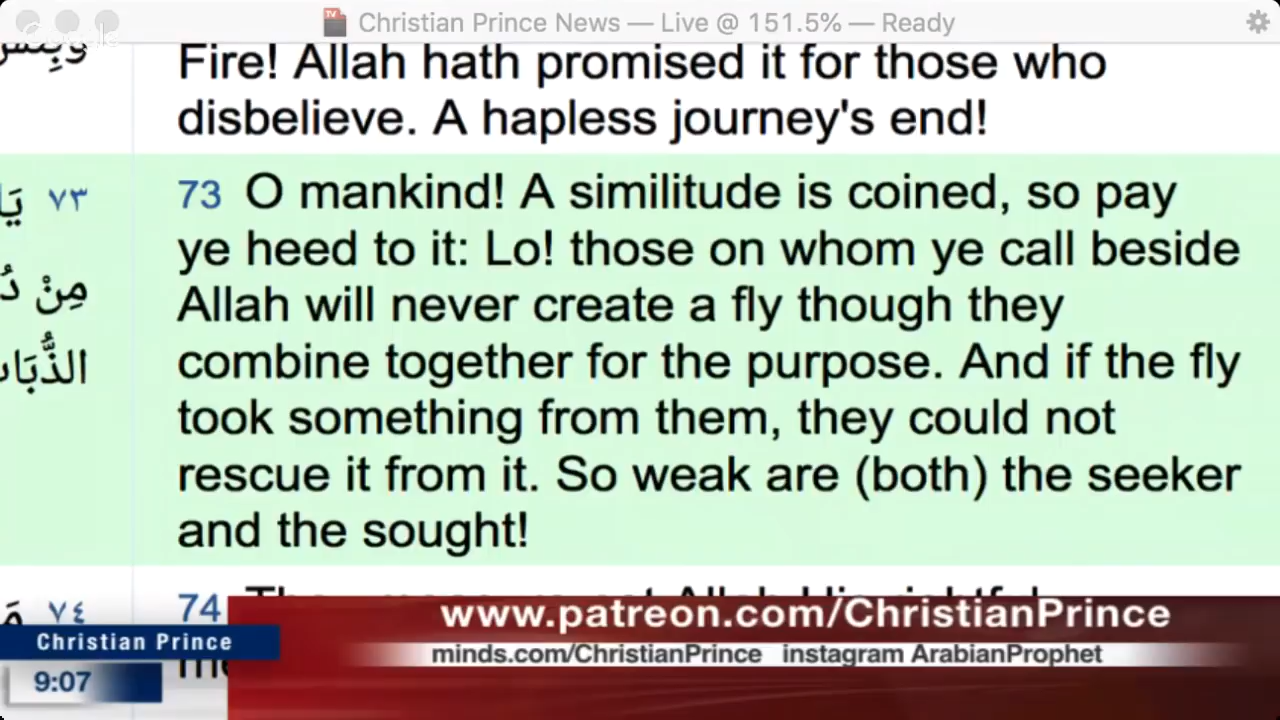 Christian Prince News — Live @ 151.5% — Ready
Fire! Allah hath promised it for those who
disbelieve. A hapless journey's end!
73 O mankind! A similitude is coined, so pay
٧٣ يَا
ye heed to it: Lo! those on whom ye call beside
Allah will never create a fly though they
مِنْ
combine together for the purpose. And if the fly
took something from them, they could not
rescue it from it. So weak are (both) the seeker
and the sought!
74
٧٤
www.patreon.com/ChristianPrince
Christian Prince
minds.com/ChristianPrince instagram ArabianProphet
9:07